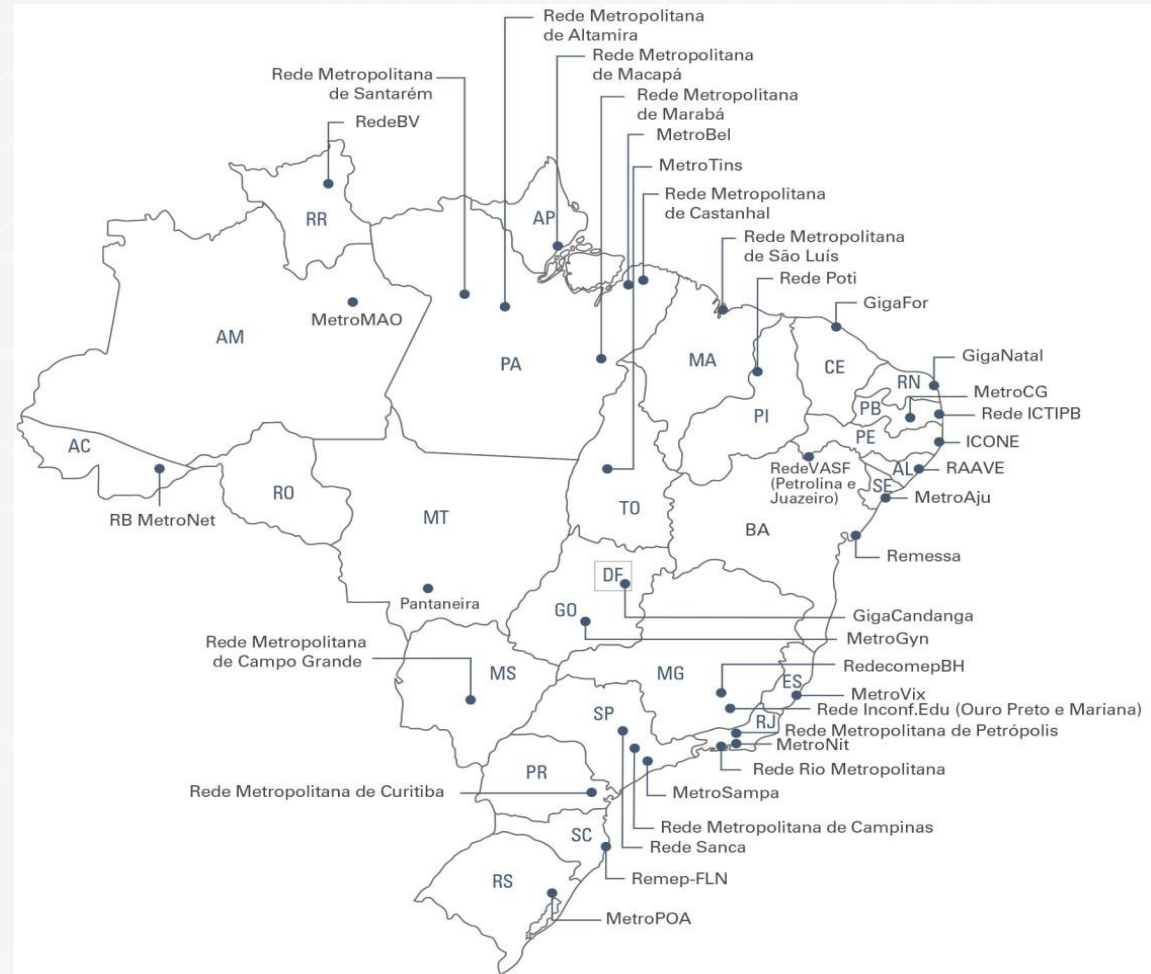 Rede Metropolitana
de Altamira
Rede Metropolitana
de Macapá
Rede Metropolitana
de Santarém
Rede Metropolitana
de Marabá
RedeBV
MetroBel
MetroTins
Rede Metropolitana
de Castanhal
RR
AP
Rede Metropolitana
de São Luís
Rede Poti
GigaFor
MetroMAO
AM
PA
MA
CE
GigaNatal
RN
MetroCG
PB
Rede ICTIPB
PI
PE
ICONE
AC
RedeVASF
(Petrolina e
Juazeiro)
AL
RAAVE
SE
MetroAju
RO
TO
RB MetroNet
MT
BA
Remessa
DF
Pantaneira
GO
GigaCandanga
MetroGyn
Rede Metropolitana
de Campo Grande
MS
MG
RedecomepBH
ES
MetroVix
Rede Inconf.Edu (Ouro Preto e Mariana)
SP
RJ
Rede Metropolitana de Petrópolis
MetroNit
PR
Rede Rio Metropolitana
Rede Metropolitana de Curitiba
MetroSampa
SC
Rede Metropolitana de Campinas
Rede Sanca
RS
Remep-FLN
MetroPOA